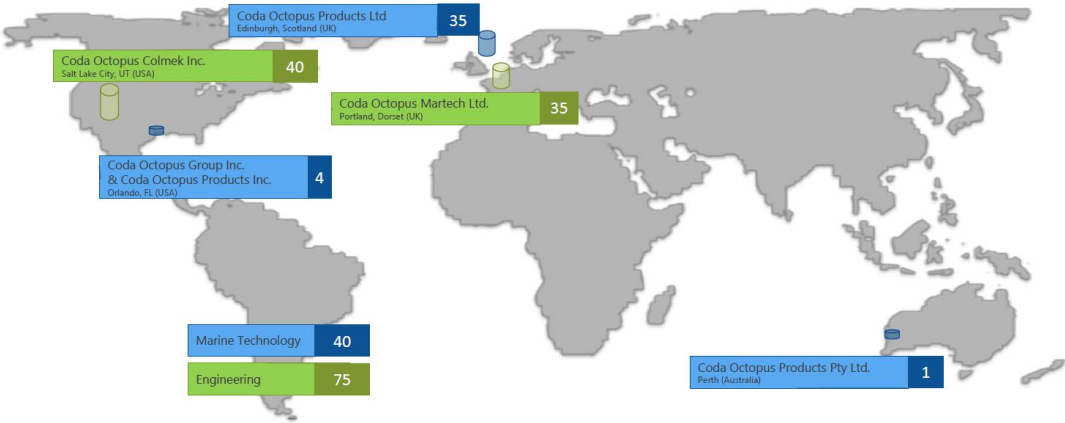 Coda Octopus Products Ltd
Edinburgh, Scotland (UK)
35
Coda Octopus Colmek Inc.
Salt Lake City, UT (USA)
40
Coda Octopus Martech Ltd.
Portland, Dorset (UK)
35
Coda Octopus Group Inc.
& Coda Octopus Products Inc.
Orlando, FL (USA)
4
Marine Technology
40
Engineering
75
Coda Octopus Products Pty Ltd.
Perth (Australia)
1